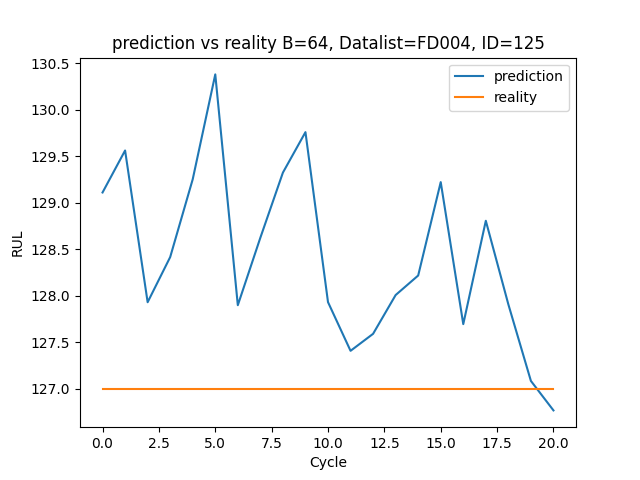 prediction vs reality B=64, Datalist=FD004, ID=125
prediction
reality
RUL
130.5
130.0
129.5
129.0
128.5
128.0
127.5
127.0
0.0 2.5 5.0 7.5 10.0 12.5 15.0 17.5 20.0
Cycle